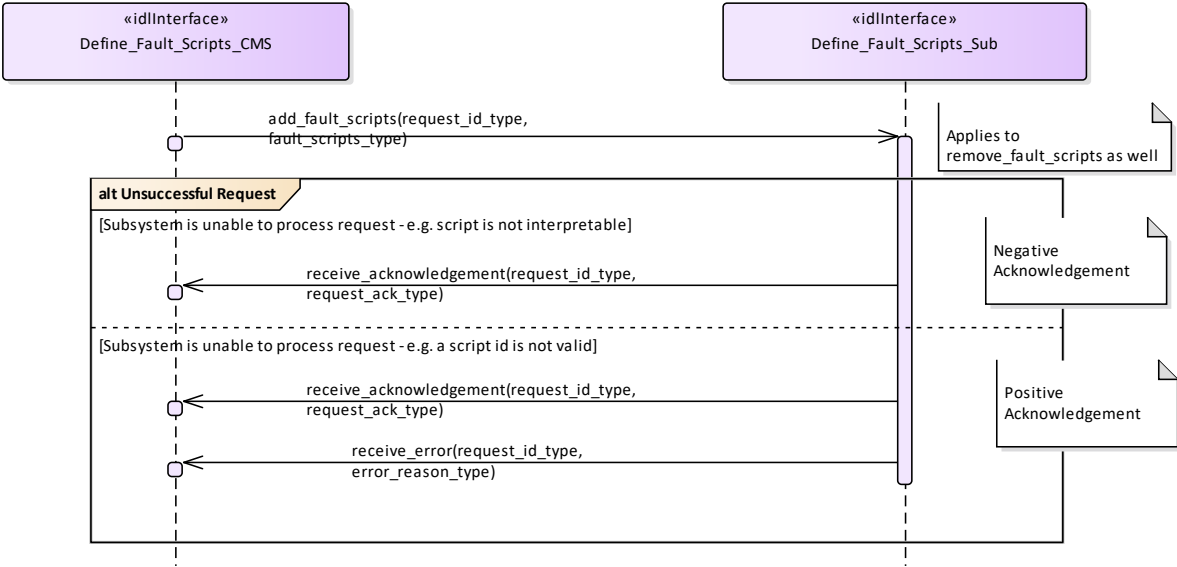 «idlInterface»
Define_Fault_Scripts_CMS
«idlInterface»
Define_Fault_Scripts_Sub
add_fault_scripts(request_id_type,
fault_scripts_type)
Applies to
remove_fault_scripts as well
alt Unsuccessful Request
[Subsystem is unable to process request - e.g. script is not interpretable]
Negative
Acknowledgement
receive_acknowledgement(request_id_type,
request_ack_type)
[Subsystem is unable to process request - e.g. a script id is not valid]
Positive
Acknowledgement
receive_acknowledgement(request_id_type,
request_ack_type)
receive_error(request_id_type,
error_reason_type)